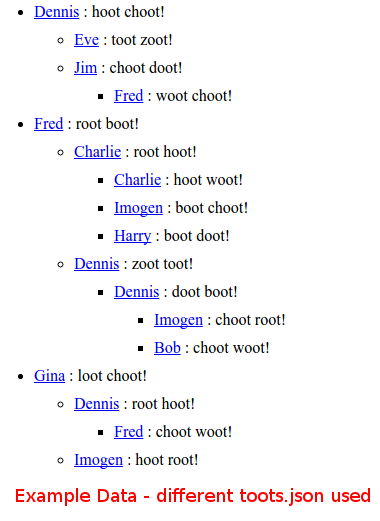 Dennis : hoot choot!
Eve : toot zoot!
Jim : choot doot!
Fred : woot choot!
Fred : root boot!
Charlie : root hoot!
Charlie : hoot woot!
Imogen : boot choot!
Harry : boot doot!
Dennis : zoot toot!
Dennis : doot boot!
Imogen : choot root!
Bob : choot woot!
Gina : loot choot!
Dennis : root hoot!
Fred : choot woot!
Imogen : hoot root!
Example Data - different toots.json used